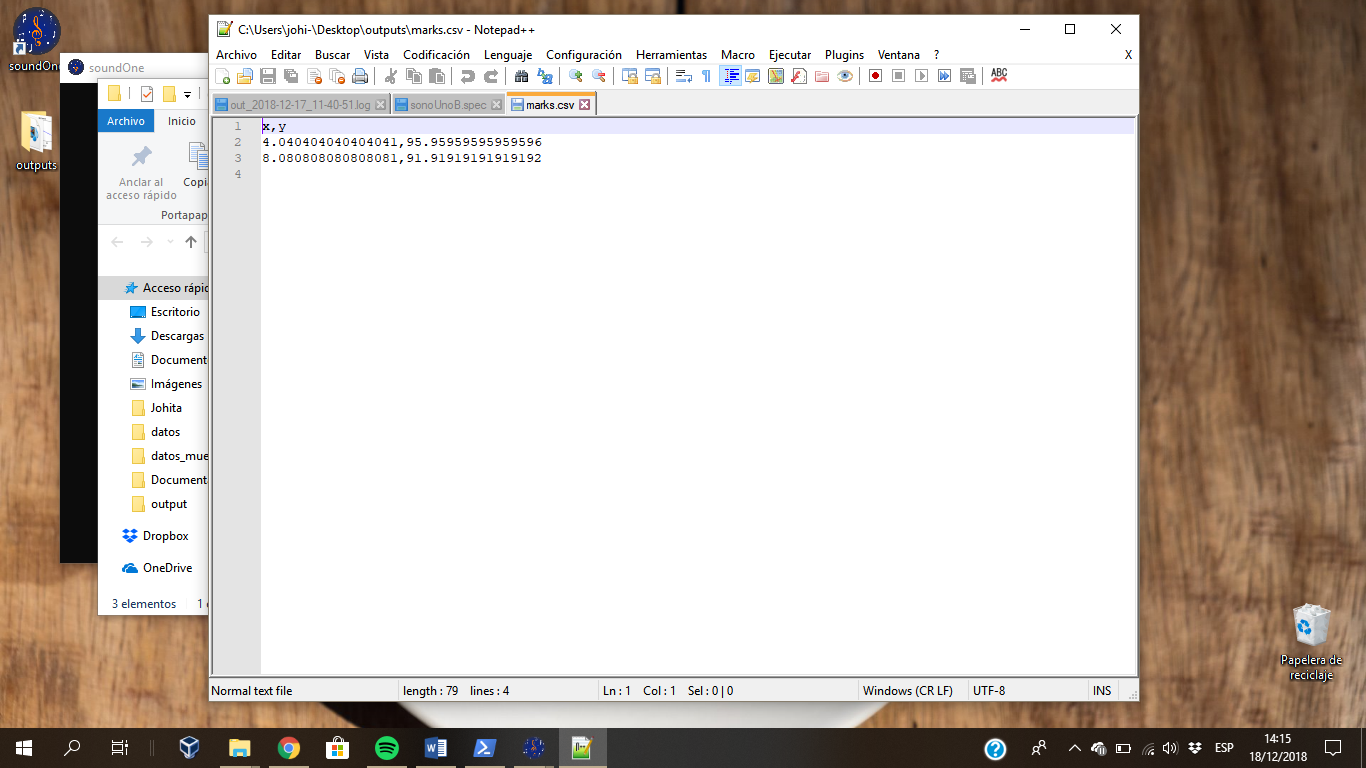 soundOne
outputs
soundOne
Archivo
Inicio
Anclar al
acceso rápido
Portapap
Acceso rápic
Escritorio
Descargas
Document
Imágenes
Johita
datos
datos_mue
Document
output
Dropbox
OneDrive
3 elementos
C:\Users\johi-\Desktop\outputs\marks.csv - Notepad++
Archivo Editar Buscar Vista Codificación Lenguaje Configuración Herramientas Macro Ejecutar Plugins Ventana ? X
ABC
out_2018-12-17_11-40-51.log sonoUnoB.spec marks.csv
1 x,y
2 4.040404040404041,95.95959595959596
3 8.080808080808081,91.91919191919192
4
Normal text file length : 79 lines : 4 Ln : 1 Col : 1 Sel : 0 | 0 Windows (CR LF) UTF-8 INS
Papelera de
reciclaje
ESP
14:15
18/12/2018